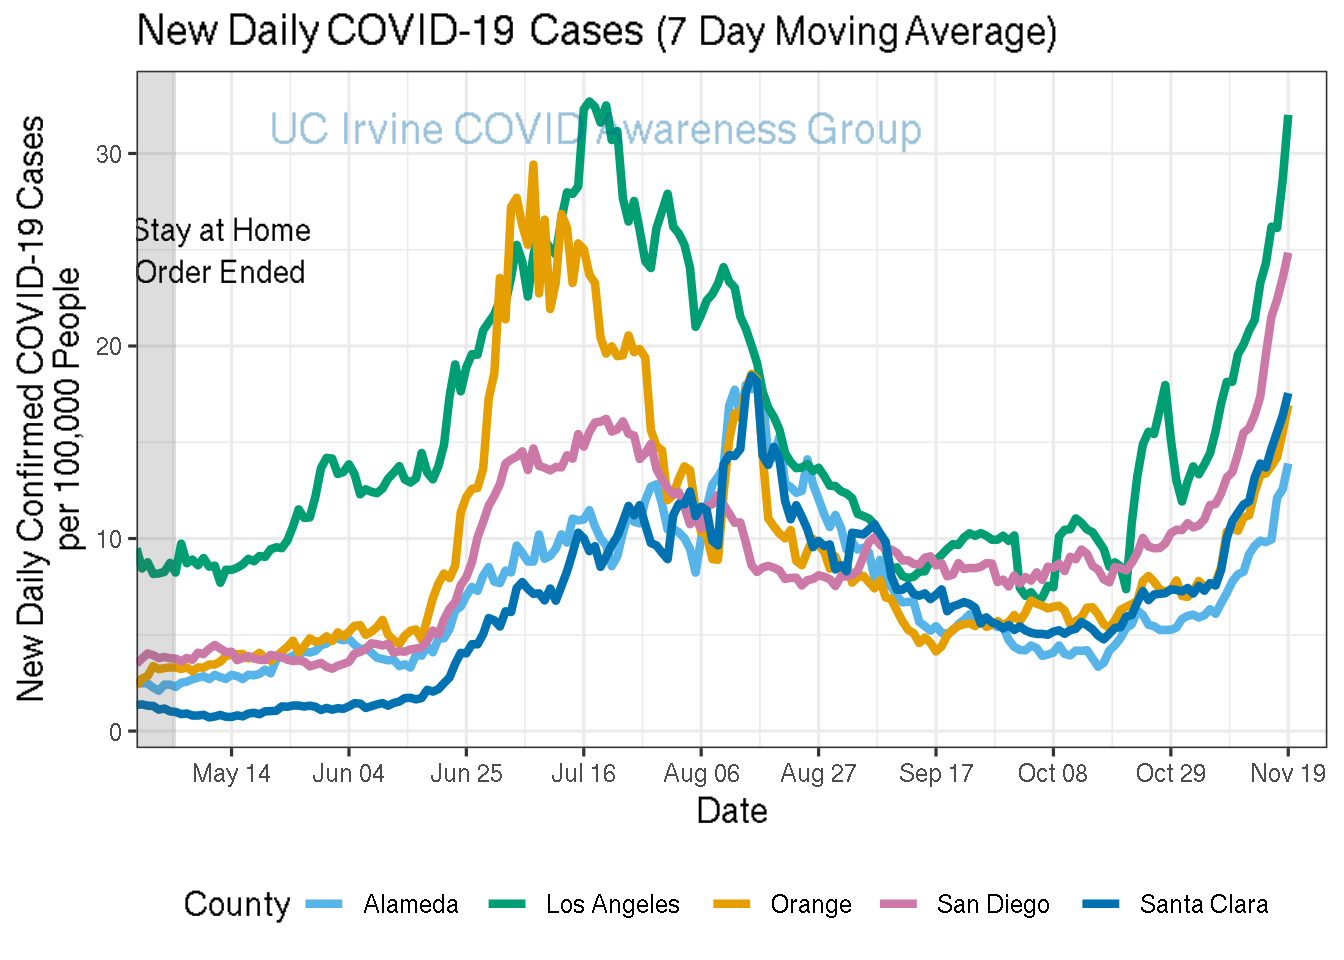 New Daily COVID-19 Cases (7 Day Moving Average)
UC Irvine COVID Awareness Group
Stay at Home
Order Ended
New Daily Confirmed COVID-19 Cases
per 100,000 People
30
20
10
0
May 14 Jun 04 Jun 25 Jul 16 Aug 06 Aug 27 Sep 17 Oct 08 Oct 29 Nov 19
Date
County Alameda Los Angeles Orange San Diego Santa Clara